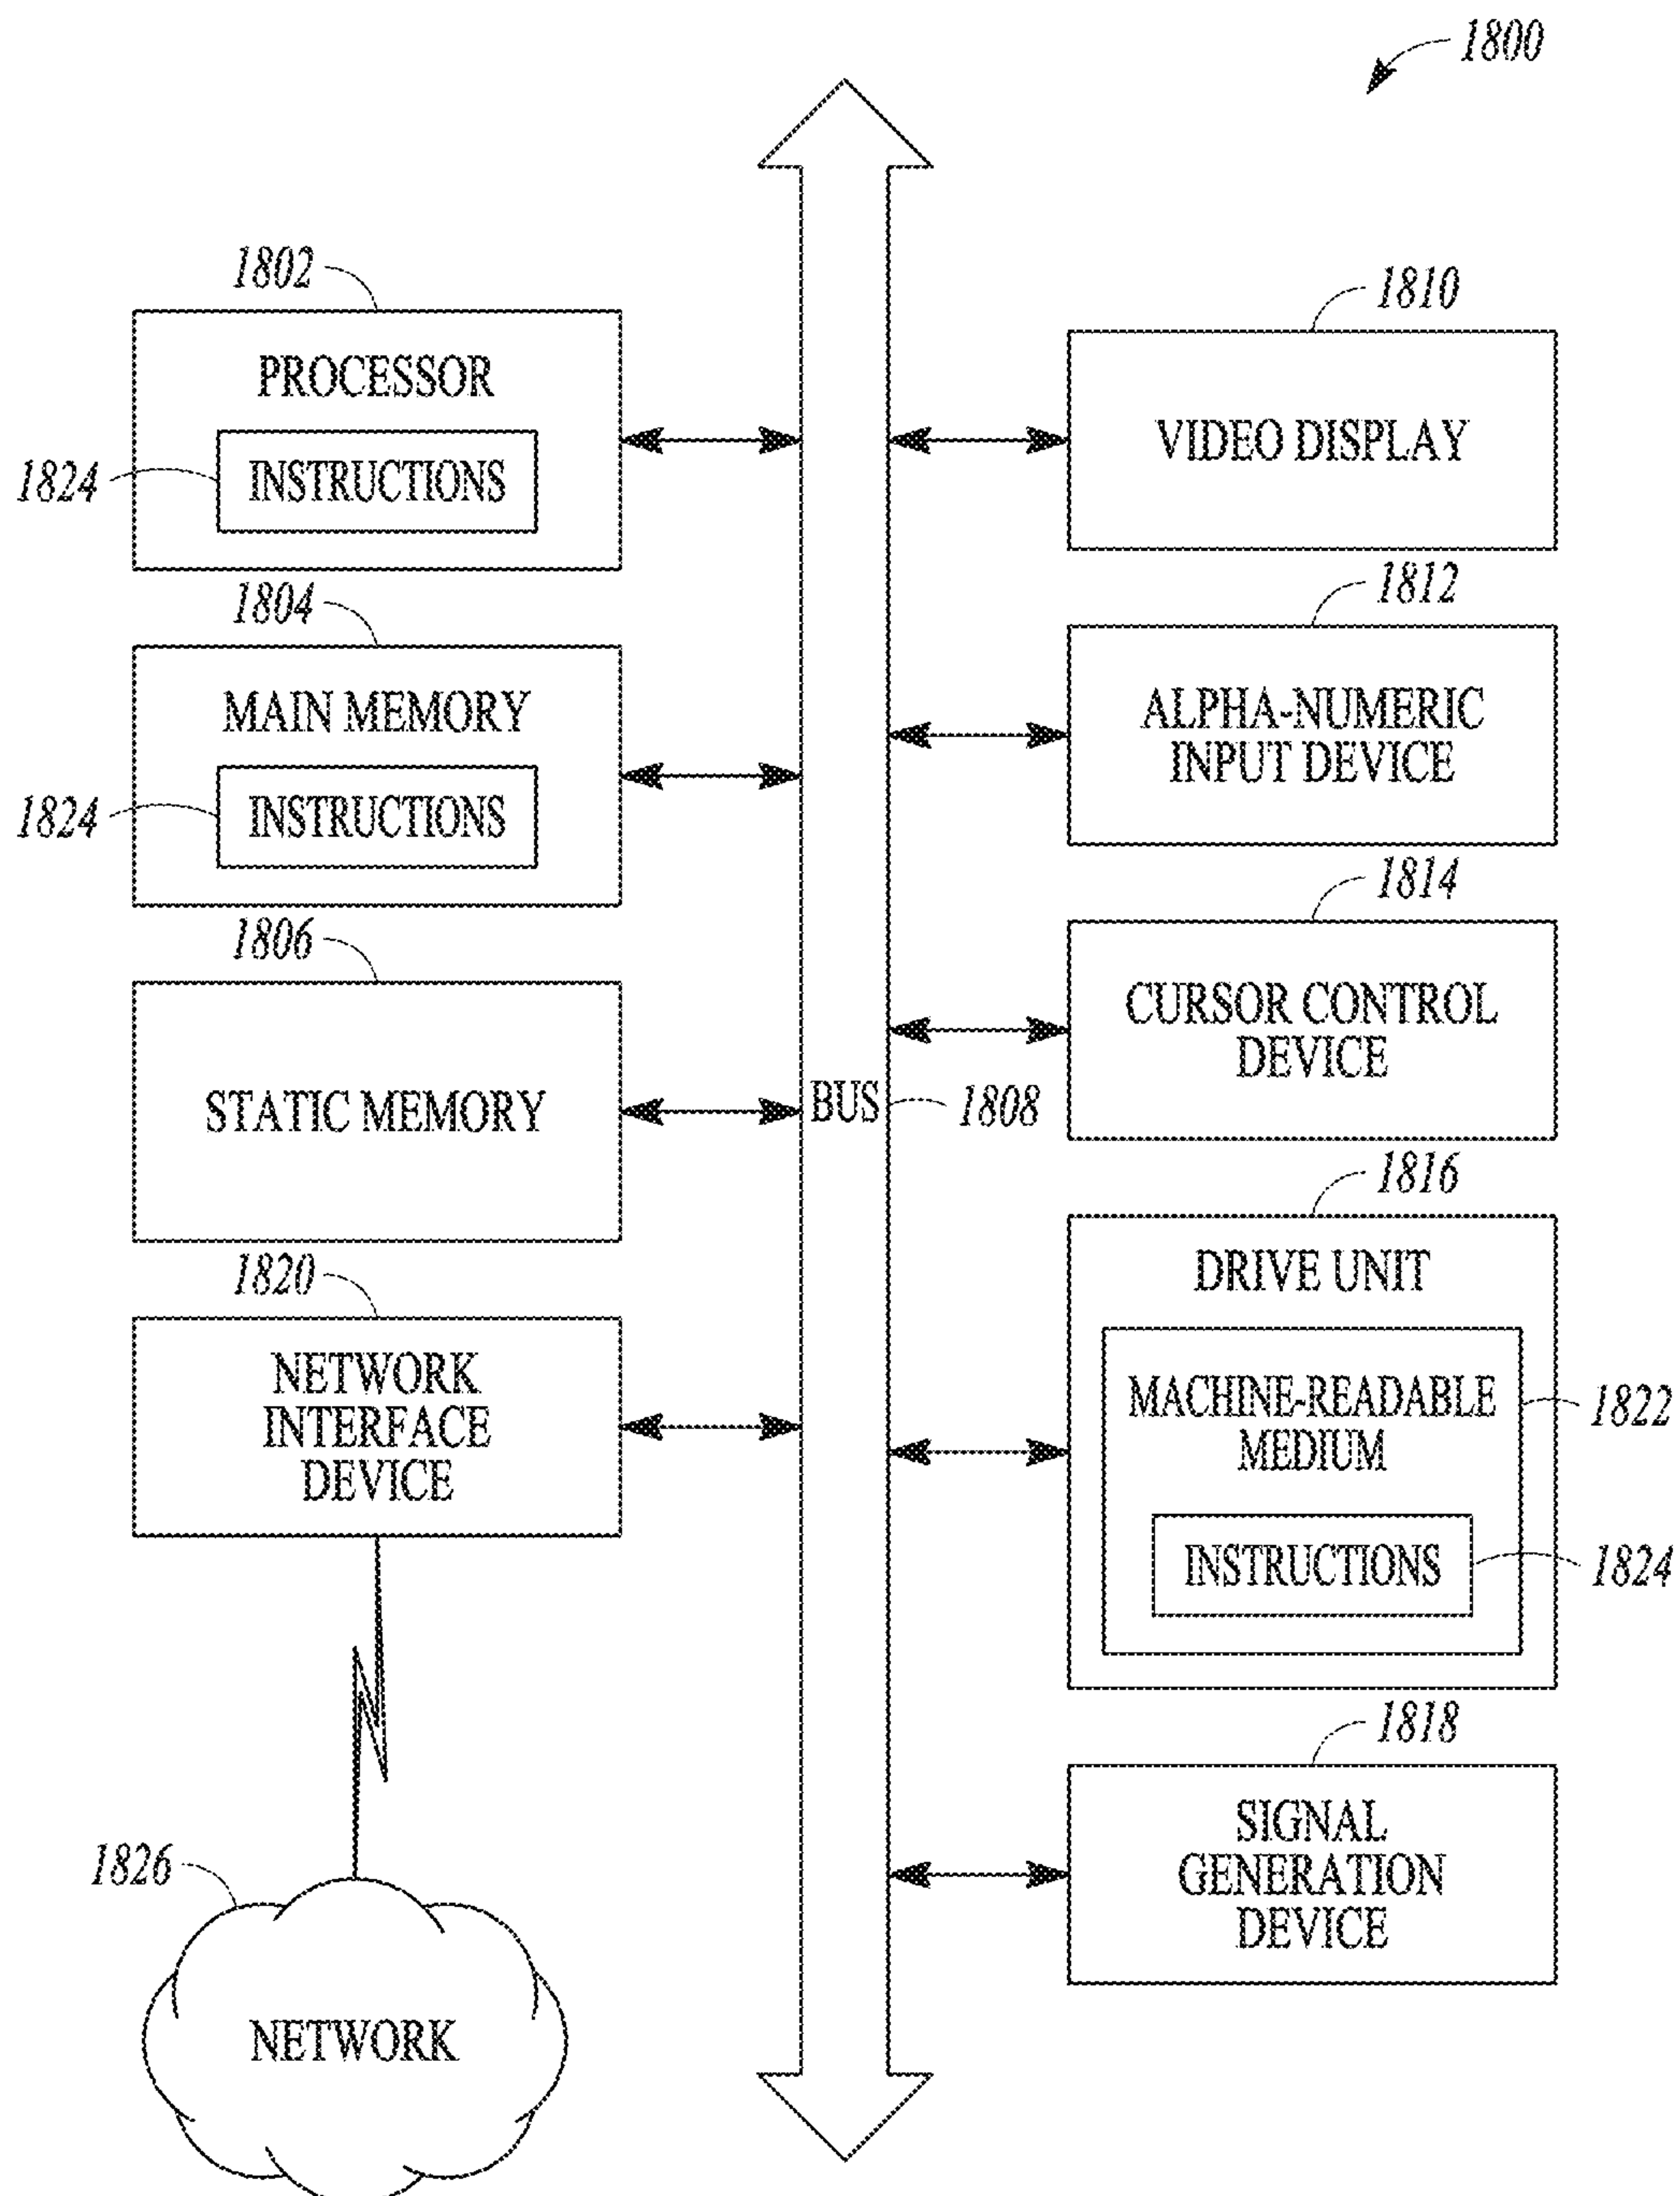 1800
1802
PROCESSOR
1824
INSTRUCTIONS
1804
MAIN MEMORY
1824
INSTRUCTIONS
1806
STATIC MEMORY
1820
NETWORK
INTERFACE
DEVICE
1826
NETWORK
BUS
1808
1810
VIDEO DISPLAY
1812
ALPHA-NUMERIC
INPUT DEVICE
1814
CURSOR CONTROL
DEVICE
1816
DRIVE UNIT
MACHINE-READABLE
MEDIUM
1822
INSTRUCTIONS
1824
1818
SIGNAL
GENERATION
DEVICE